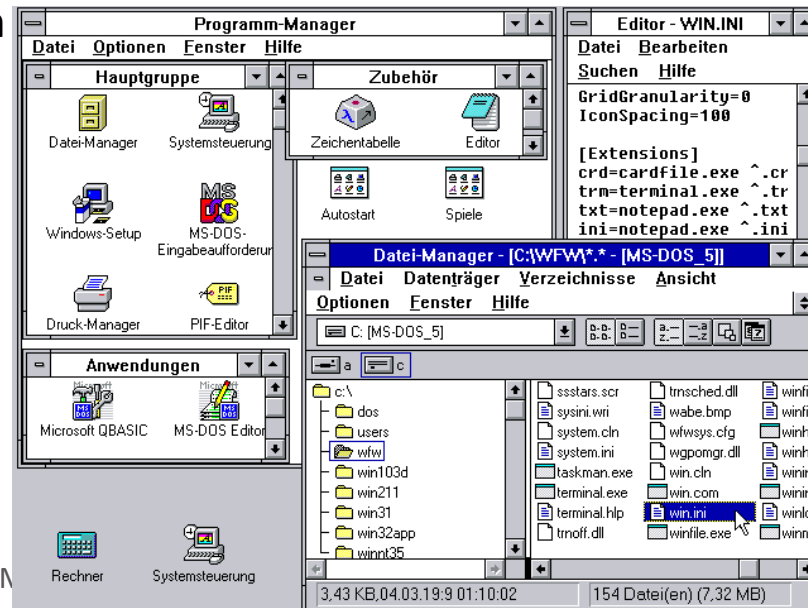 Programm-Manager
Datei Optionen Fenster Hilfe
Hauptgruppe
Datei-Manager
Systemsteuerung
Windows-Setup
MS-DOS-
Eingabeaufforderun
Druck-Manager
PIF-Editor
Zubehör
Zeichentabelle
Editor
Autostart
Spiele
Anwendungen
Microsoft QBASIC
MS-DOS Editor
Rechner
Systemsteuerung
Editor - WIN.INI
Datei Bearbeiten
Suchen Hilfe
GridGranularity=0
IconSpacing=100
[Extensions]
crd=cardfile.exe ^.cr
trm=terminal.exe ^.tr
txt=notepad.exe ^.txt
ini=notepad.exe ^.ini
Datei-Manager - [C:\WFW\*.* - [MS-DOS_5]]
Datei Datenträger Verzeichnisse Ansicht
Optionen Fenster Hilfe
C: [MS-DOS_5]
a c
c:\
dos
users
wfw
win103d
win211
win31
win32app
winnt35
ssstars.scr
sysini.wri
system.cln
system.ini
taskman.exe
terminal.exe
terminal.hlp
trnoff.dll
trnsched.dll
wabe.bmp
wfwsys.cfg
wgpomgr.dll
win.cln
win.com
win.ini
winfile.exe
3,43 KB,04.03.19:9 01:10:02
154 Datei(en) (7,32 MB)